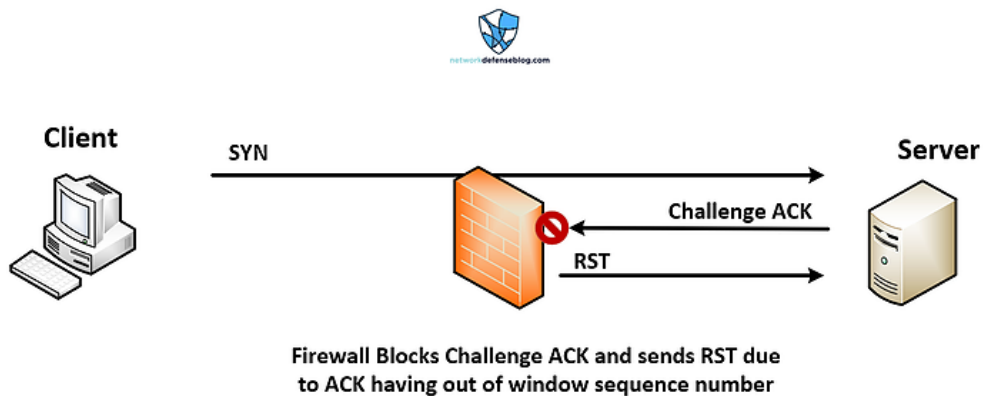 networkdefenseblog.com
Client
Server
SYN
Challenge ACK
RST
Firewall Blocks Challenge ACK and sends RST due
to ACK having out of window sequence number